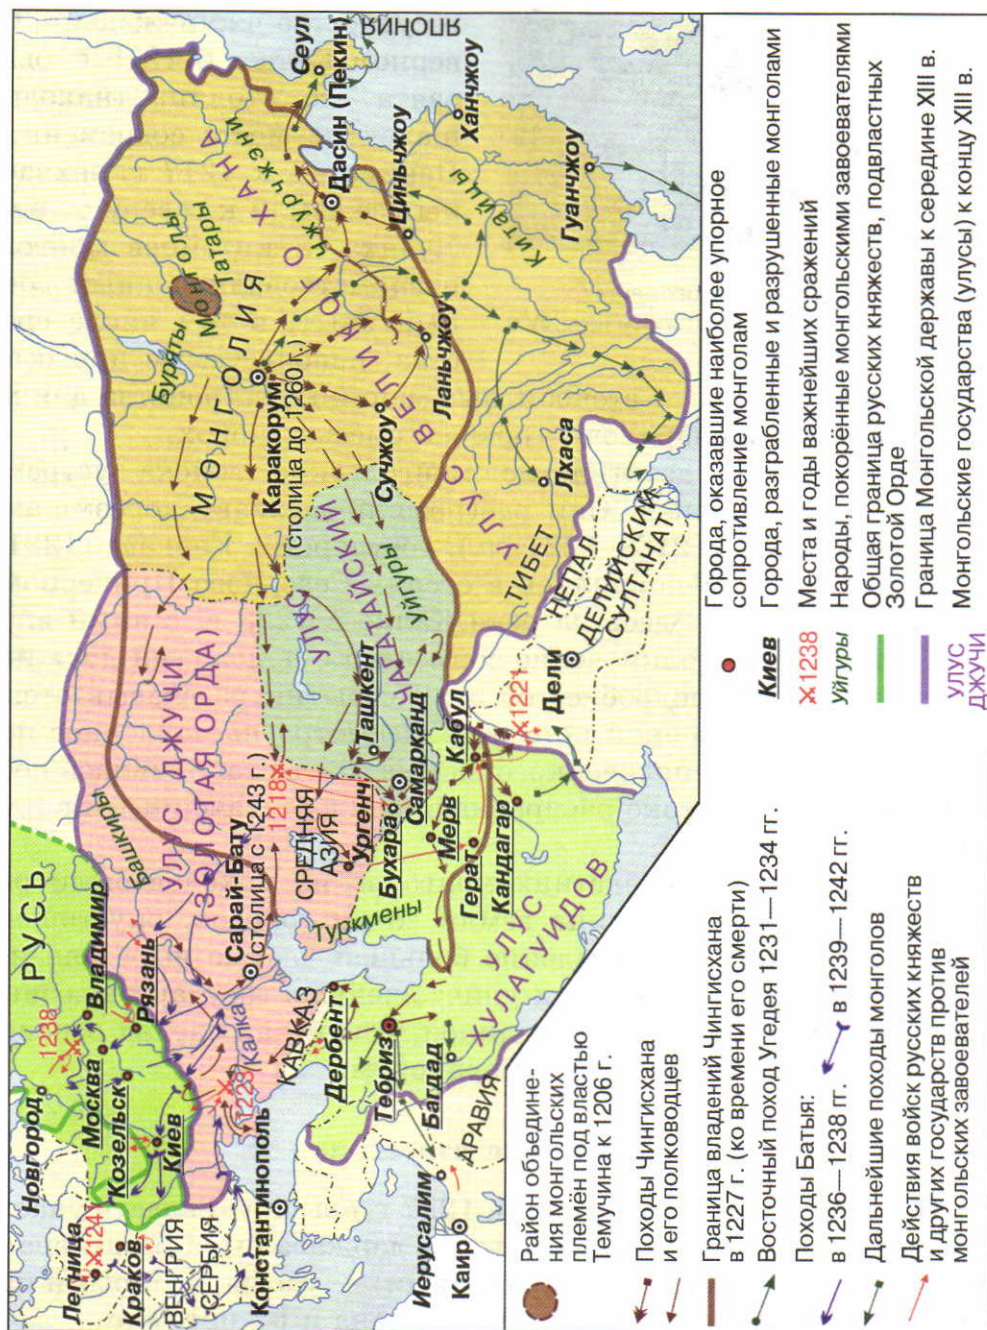 РУСЬ
Новгород
1238
Владимир
Москва
Рязань
Козельск
Киев
Легница
1241
Краков
ВЕНГРИЯ
СЕРБИЯ
Константинополь
Калка
1223
КАВКАЗ
Дербент
Тебриз
Багдад
Иерусалим
Каир
АРАВИЯ
Башкиры
УЛУС ДЖУЧИ
(ЗОЛОТАЯ ОРДА)
Сарай-Бату
(столица с 1243 г.)
1218
СРЕДНЯЯ
АЗИЯ
Ургенч
Туркмены
Бухара
Самарканд
Ташкент
Мерв
Герат
Кабул
Кандагар
УЛУС
ХУЛАГУИДОВ
1221
Дели
ДЕЛИЙСКИЙ
СУЛТАНАТ
НЕПАЛ
ТИБЕТ
Лхаса
УЛУС
ЧАГАТАЙСКИЙ
Уйгуры
МОНГОЛИЯ
Каракорум
(столица до 1260 г.)
Буряты
Монголы
Татары
УЛУС ВЕЛИКОГО ХАНА
Чжурчжэни
Сучжоу
Ланьчжоу
Дасин (Пекин)
Циньчжоу
Сеул
ЯПОНИЯ
Китайцы
Ханчжоу
Гуанчжоу
Район объедине-
ния монгольских
племён под властью
Темучина к 1206 г.
Походы Чингисхана
и его полководцев
Граница владений Чингисхана
в 1227 г. (ко времени его смерти)
Восточный поход Угедея 1231—1234 гг.
Походы Батыя:
в 1236—1238 гг.
в 1239—1242 гг.
Дальнейшие походы монголов
Действия войск русских княжеств
и других государств против
монгольских завоевателей
Города, оказавшие наиболее упорное
сопротивление монголам
Киев
Города, разграбленные и разрушенные монголами
1238
Места и годы важнейших сражений
Уйгуры
Народы, покорённые монгольскими завоевателями
Общая граница русских княжеств, подвластных
Золотой Орде
Граница Монгольской державы к середине XIII в.
УЛУС
ДЖУЧИ
Монгольские государства (улусы) к концу XIII в.